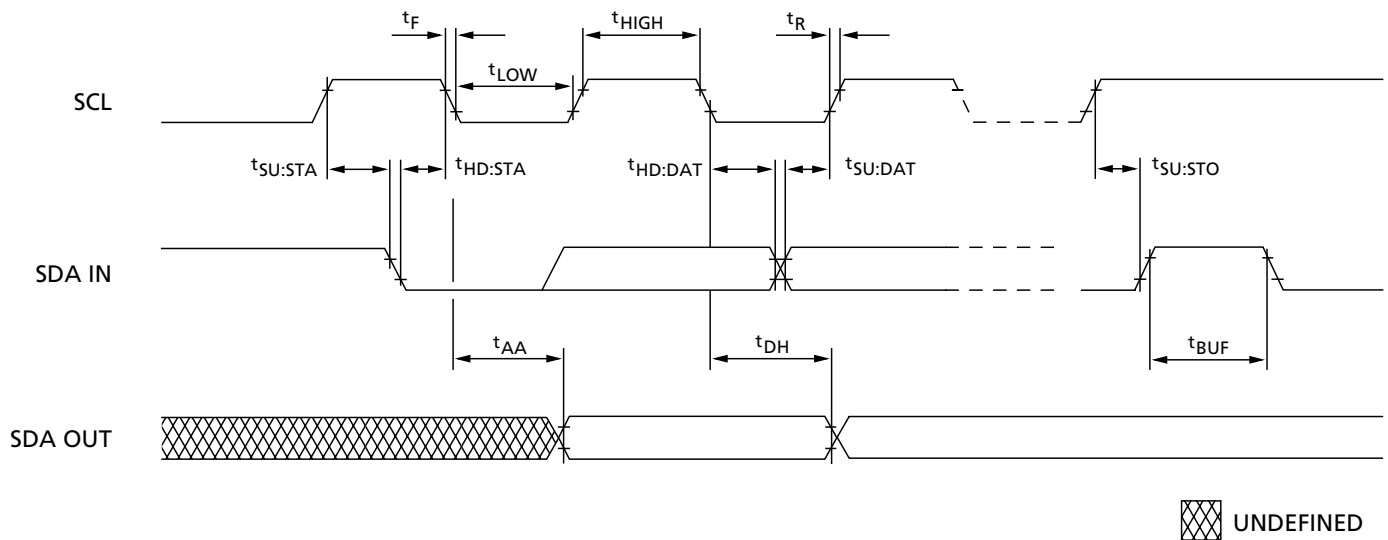 tF
tHIGH
tR
tLOW
SCL
tSU:STA
tHD:STA
tHD:DAT
tSU:DAT
tSU:STO
SDA IN
tAA
tDH
tBUF
SDA OUT
UNDEFINED